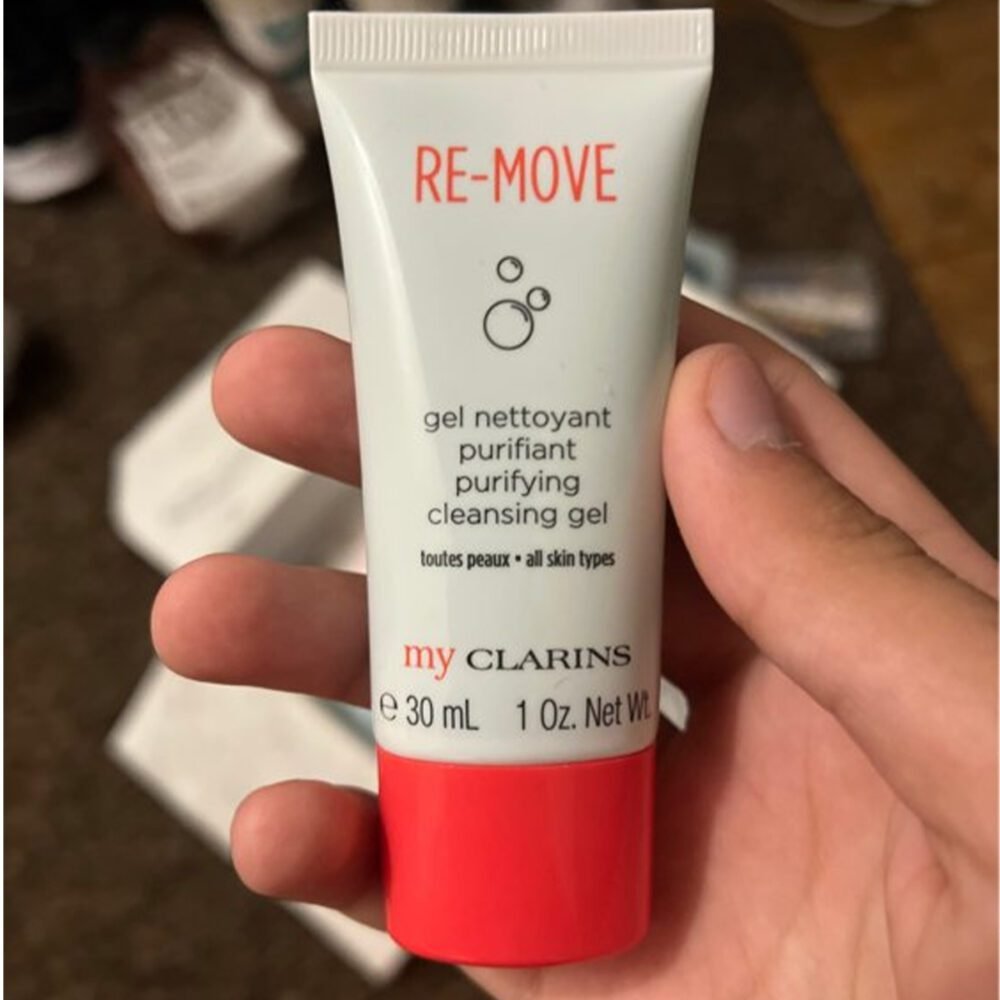 RE-MOVE
gel nettoyant
purifiant
purifying
cleansing gel
toutes peaux • all skin types
my CLARINS
℮ 30 mL 1 Oz. Net Wt.